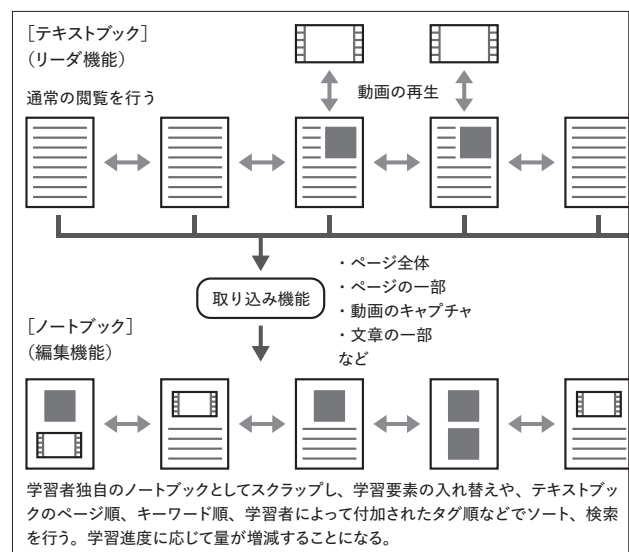 ［テキストブック］
（リーダ機能）
通常の閲覧を行う
動画の再生
取り込み機能
・ページ全体
・ページの一部
・動画のキャプチャ
・文章の一部
など
［ノートブック］
（編集機能）
学習者独自のノートブックとしてスクラップし、学習要素の入れ替えや、テキストブッ
クのページ順、キーワード順、学習者によって付加されたタグ順などでソート、検索
を行う。学習進度に応じて量が増減することになる。